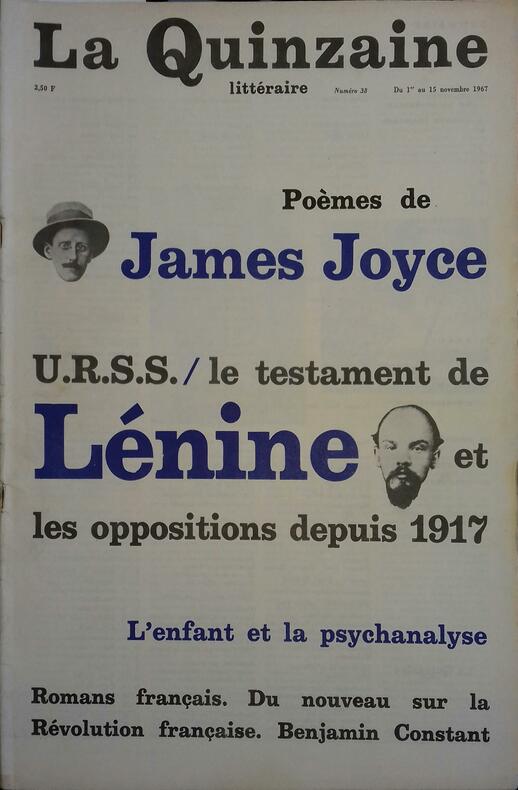 La Quinzaine
2,50 F littéraire Numéro 38 Du 1er au 15 novembre 1967
Poèmes de
James Joyce
U.R.S.S./ le testament de
Lénine et
les oppositions depuis 1917
L'enfant et la psychanalyse
Romans français. Du nouveau sur la
Révolution française. Benjamin Constant